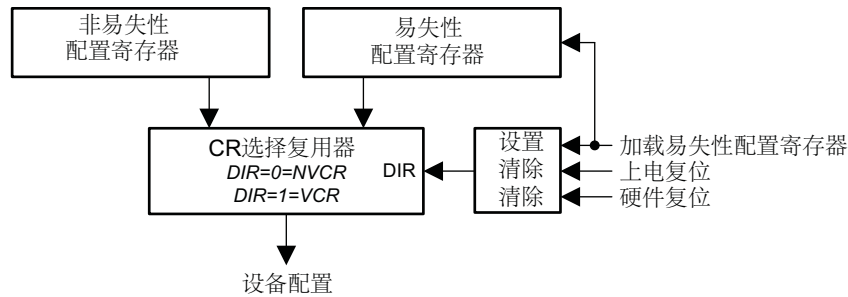 非易失性
配置寄存器
易失性
配置寄存器
CR选择复用器
DIR=0=NVCR
DIR=1=VCR
DIR
设置
清除
清除
加载易失性配置寄存器
上电复位
硬件复位
设备配置